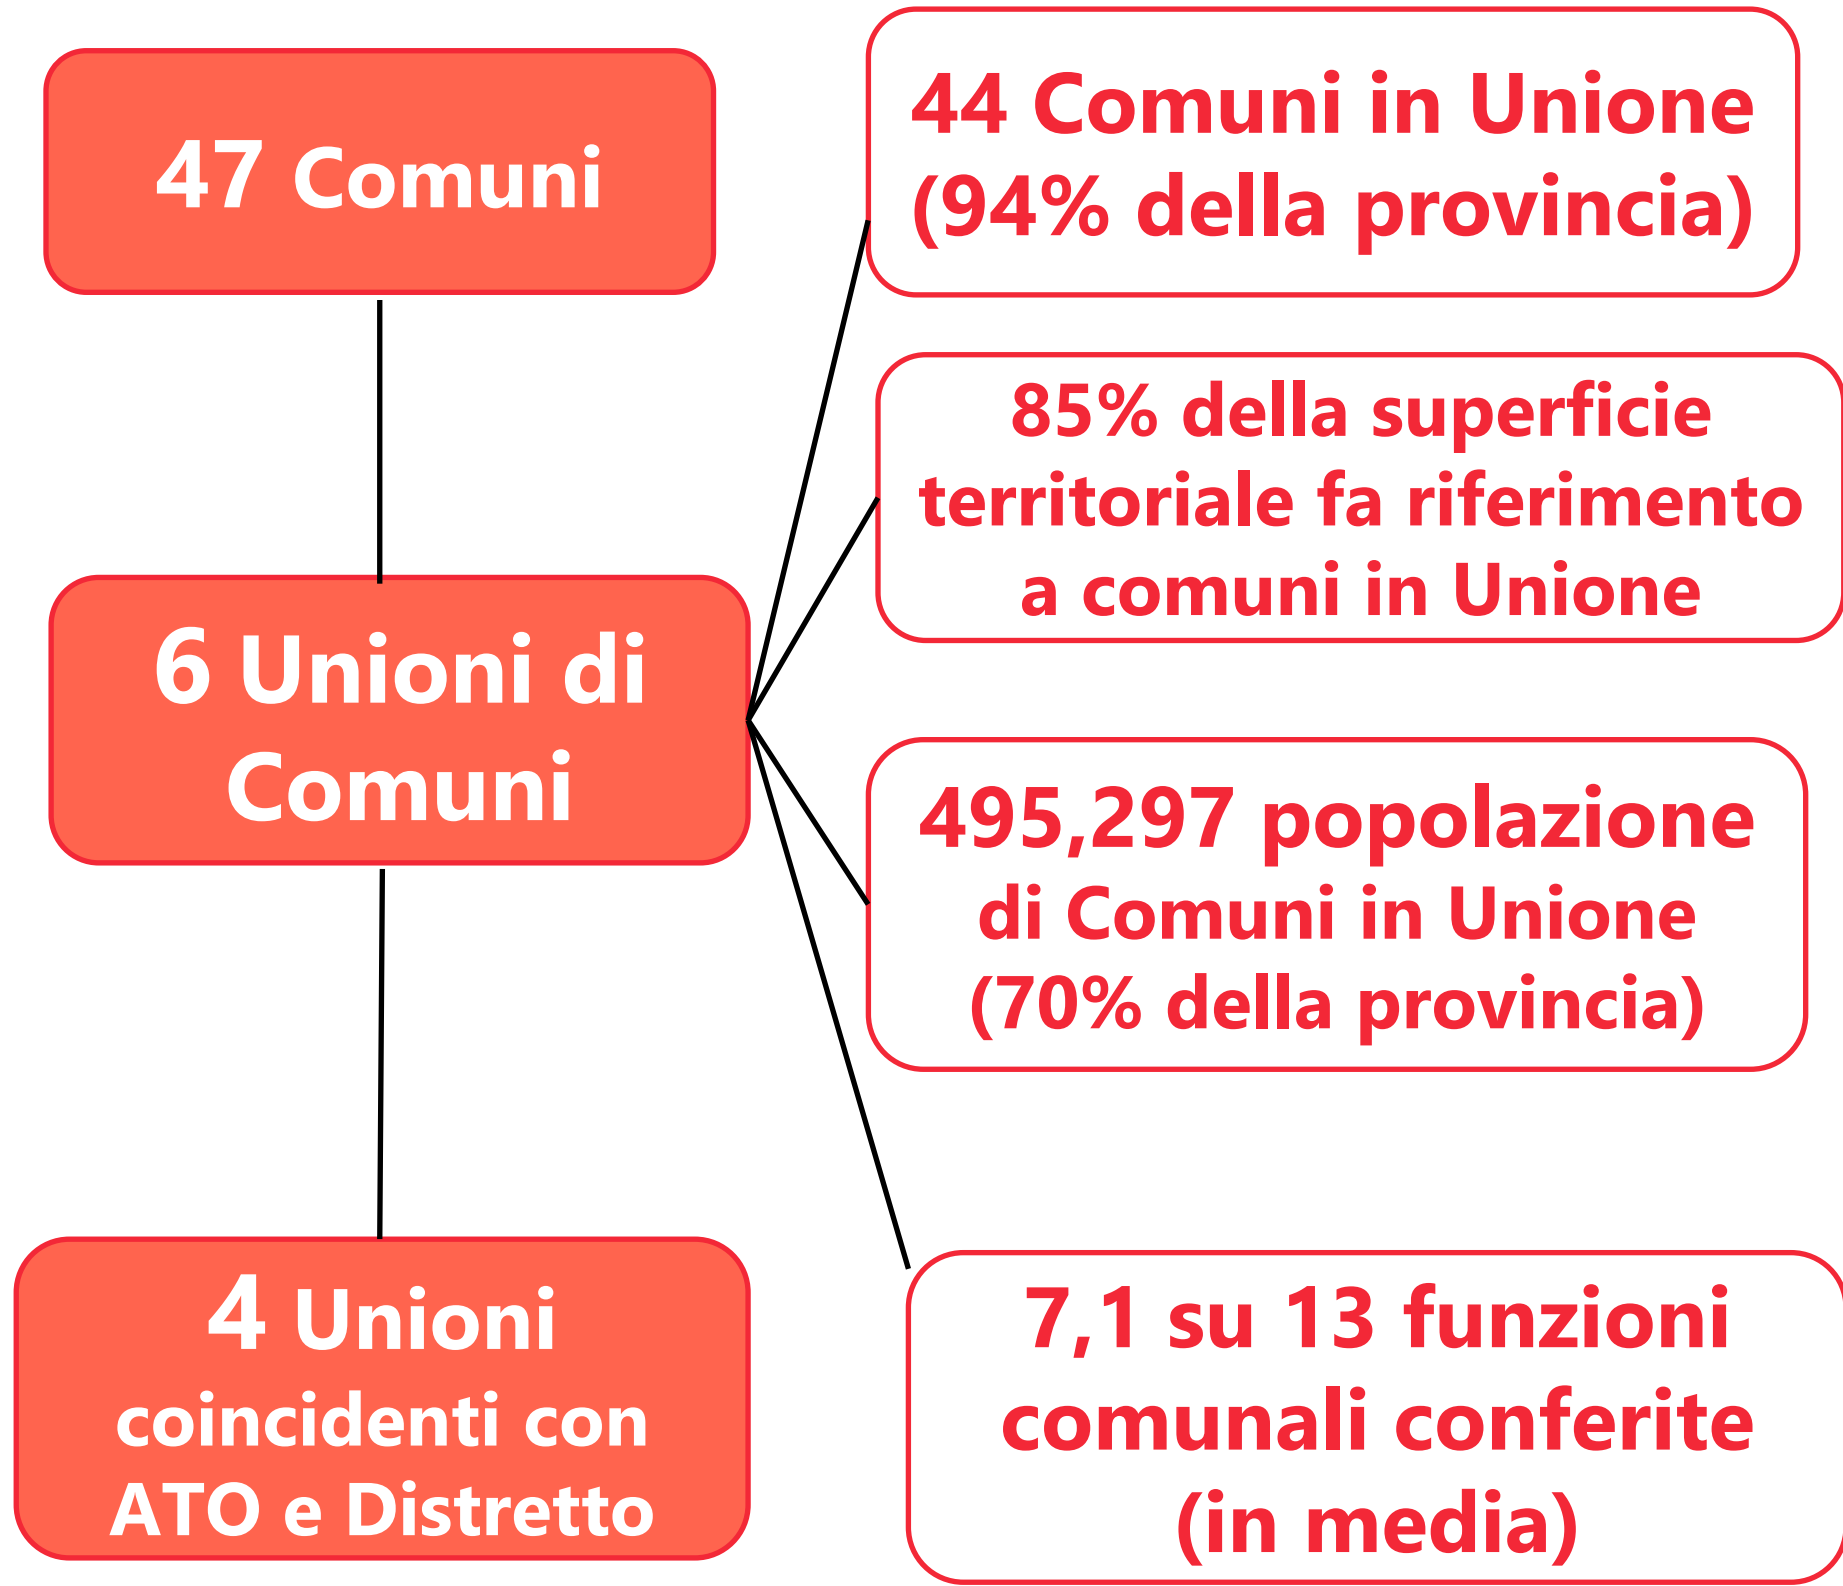 47 Comuni
6 Unioni di
Comuni
4 Unioni
coincidenti con
ATO e Distretto
44 Comuni in Unione
(94% della provincia)
85% della superficie
territoriale fa riferimento
a comuni in Unione
495,297 popolazione
di Comuni in Unione
(70% della provincia)
7,1 su 13 funzioni
comunali conferite
(in media)